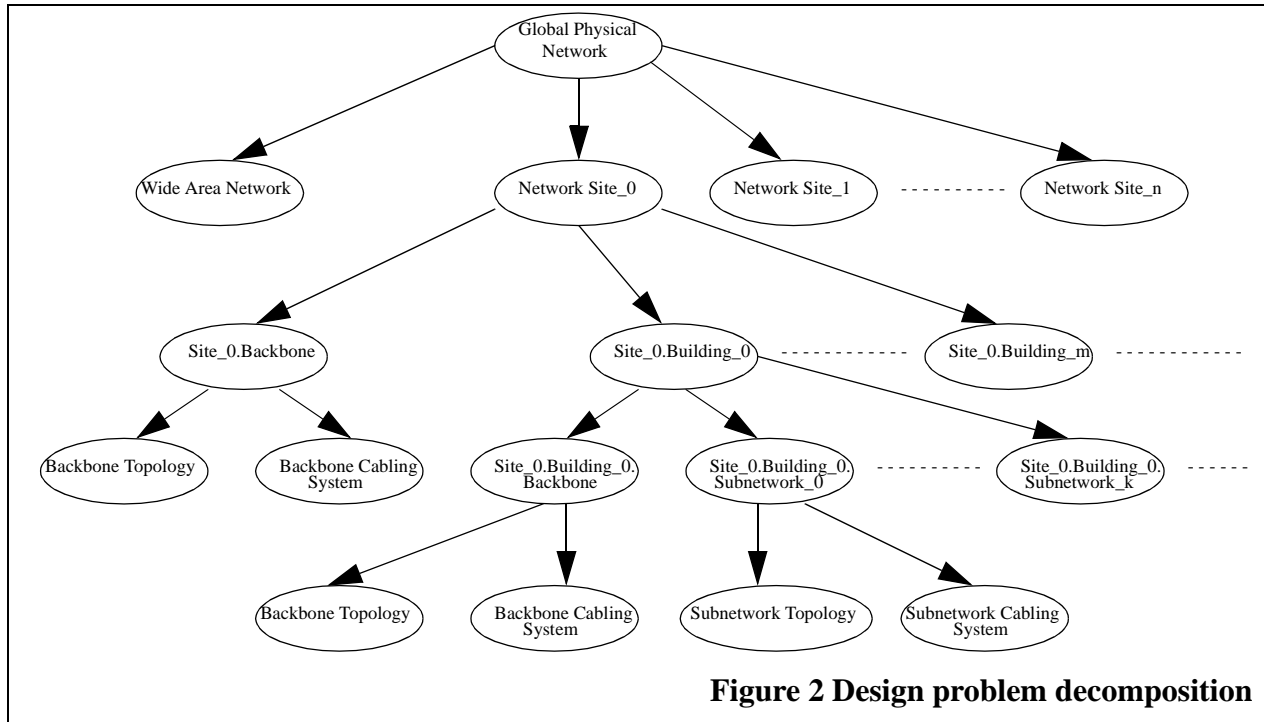 Global Physical
Network
Wide Area Network
Network Site_0
Network Site_1
Network Site_n
Site_0.Backbone
Site_0.Building_0
Site_0.Building_m
Backbone Topology
Backbone Cabling
System
Site_0.Building_0.
Backbone
Site_0.Building_0.
Subnetwork_0
Site_0.Building_0.
Subnetwork_k
Backbone Topology
Backbone Cabling
System
Subnetwork Topology
Subnetwork Cabling
System
Figure 2 Design problem decomposition